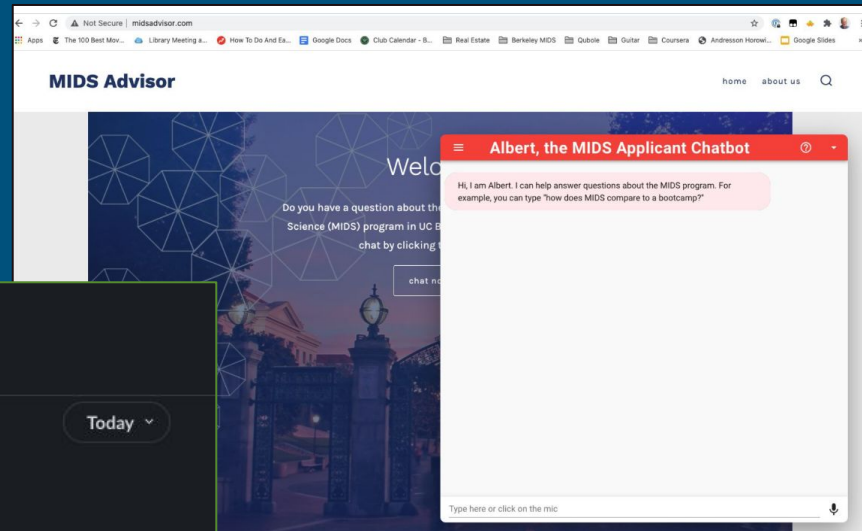 Not Secure | midsadvisor.com
Apps The 100 Best Mov... Library Meeting a... How To Do And Ea... Google Docs Club Calendar - B... Real Estate Berkeley MIDS Qubole Guitar Coursera Andresson Horowi... Google Slides
MIDS Advisor
home about us
Albert, the MIDS Applicant Chatbot
Hi, I am Albert. I can help answer questions about the MIDS program. For
example, you can type "how does MIDS compare to a bootcamp?"
Welc
Do you have a question about the
Science (MIDS) program in UC B
chat by clicking t
chat no
Today
Type here or click on the mic